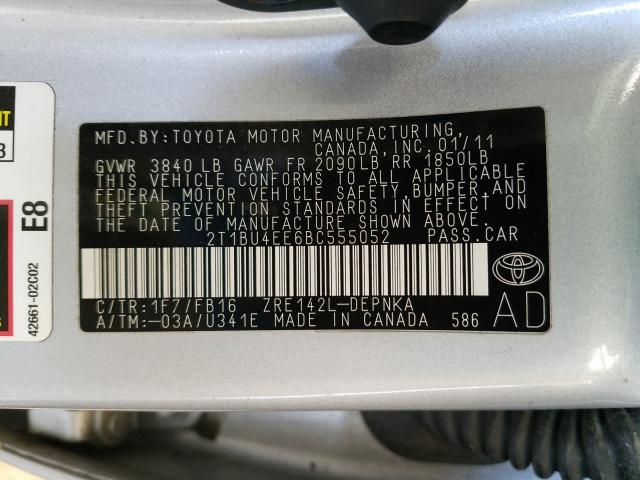 MFD.BY:TOYOTA MOTOR MANUFACTURING,
CANADA,INC.01/11
GVWR 3840 LB GAWR FR 2090LB,RR 1850LB
THIS VEHICLE CONFORMS TO ALL APPLICABLE
FEDERAL MOTOR VEHICLE SAFETY,BUMPER,AND
THEFT PREVENTION STANDARDS IN EFFECT ON
THE DATE OF MANUFACTURE SHOWN ABOVE.
2T1BU4EE6BC555052 PASS.CAR
C/TR:1F7/FB16 ZRE142L-DEPNKA
A/TM:-03A/U341E MADE IN CANADA 586
AD
E8
42661-02C02